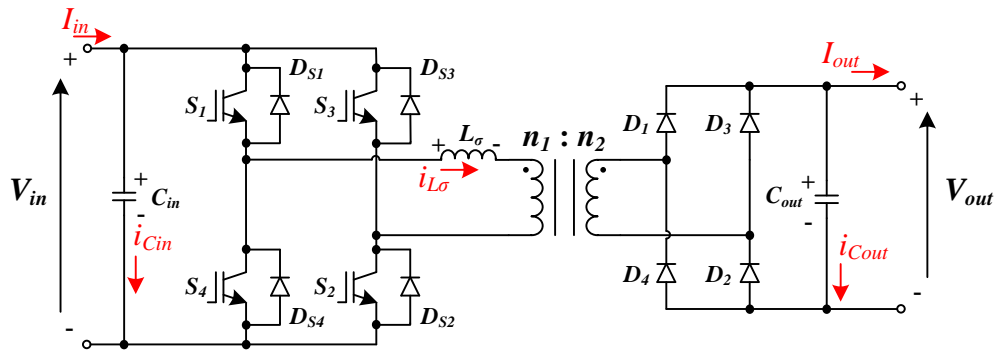 I_in
I_out
+
D_S1
D_S3
S_1
S_3
D_1
D_3
n_1 : n_2
L_σ
+
-
+
i_Lσ
V_in
+
-
C_in
i_Cin
C_out
+
-
V_out
i_Cout
S_4
S_2
D_4
D_2
D_S4
D_S2
-
-